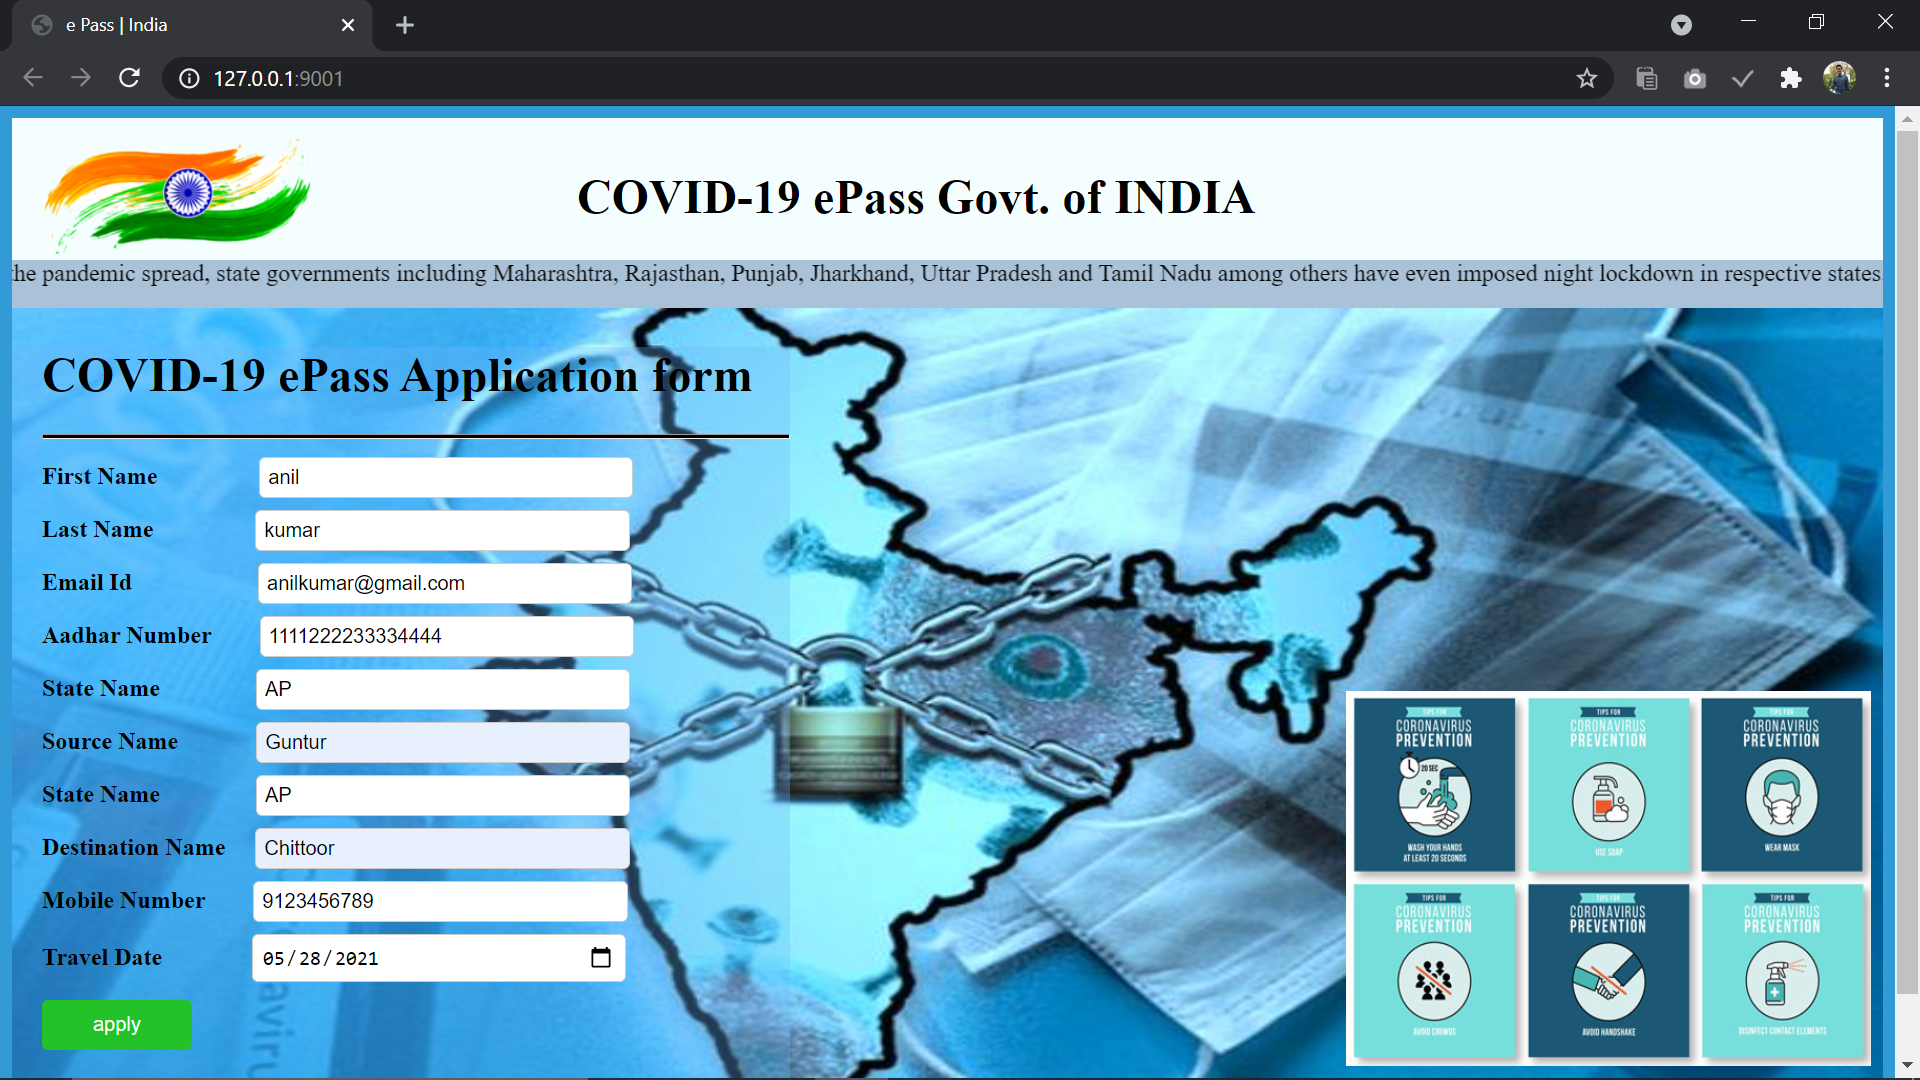 e Pass | India
127.0.0.1:9001
COVID-19 ePass Govt. of INDIA
the pandemic spread, state governments including Maharashtra, Rajasthan, Punjab, Jharkhand, Uttar Pradesh and Tamil Nadu among others have even imposed night lockdown in respective states
COVID-19 ePass Application form
First Name anil
Last Name kumar
Email Id anilkumar@gmail.com
Aadhar Number 1111222233334444
State Name AP
Source Name Guntur
State Name AP
Destination Name Chittoor
Mobile Number 9123456789
Travel Date 05/28/2021
apply
TIPS FOR
CORONAVIRUS
PREVENTION
20 SEC
WASH YOUR HANDS
AT LEAST 20 SECONDS
TIPS FOR
CORONAVIRUS
PREVENTION
USE SOAP
TIPS FOR
CORONAVIRUS
PREVENTION
WEAR MASK
TIPS FOR
CORONAVIRUS
PREVENTION
AVOID CROWDS
TIPS FOR
CORONAVIRUS
PREVENTION
AVOID HANDSHAKE
TIPS FOR
CORONAVIRUS
PREVENTION
DISINFECT CONTACT ELEMENTS